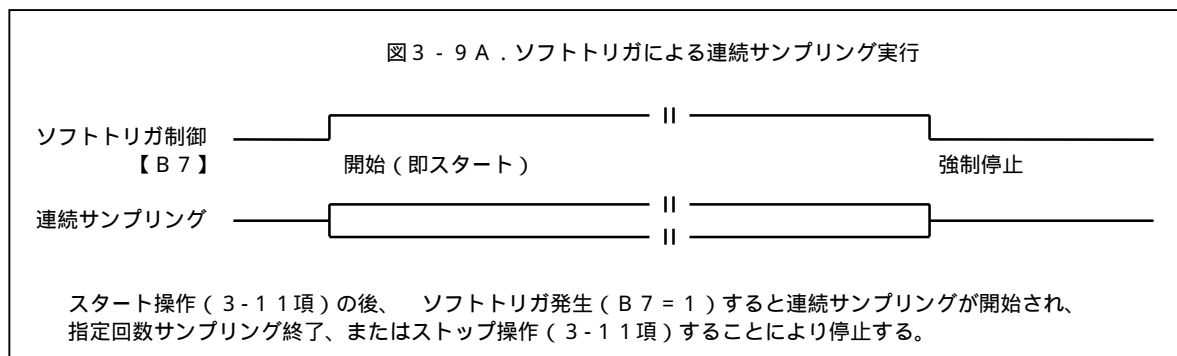 図3-9A.ソフトトリガによる連続サンプリング実行
ソフトトリガ制御
【B7】
開始(即スタート)
強制停止
連続サンプリング
スタート操作(3-11項)の後、 ソフトトリガ発生(B7=1)すると連続サンプリングが開始され、
指定回数サンプリング終了、またはストップ操作(3-11項)することにより停止する。